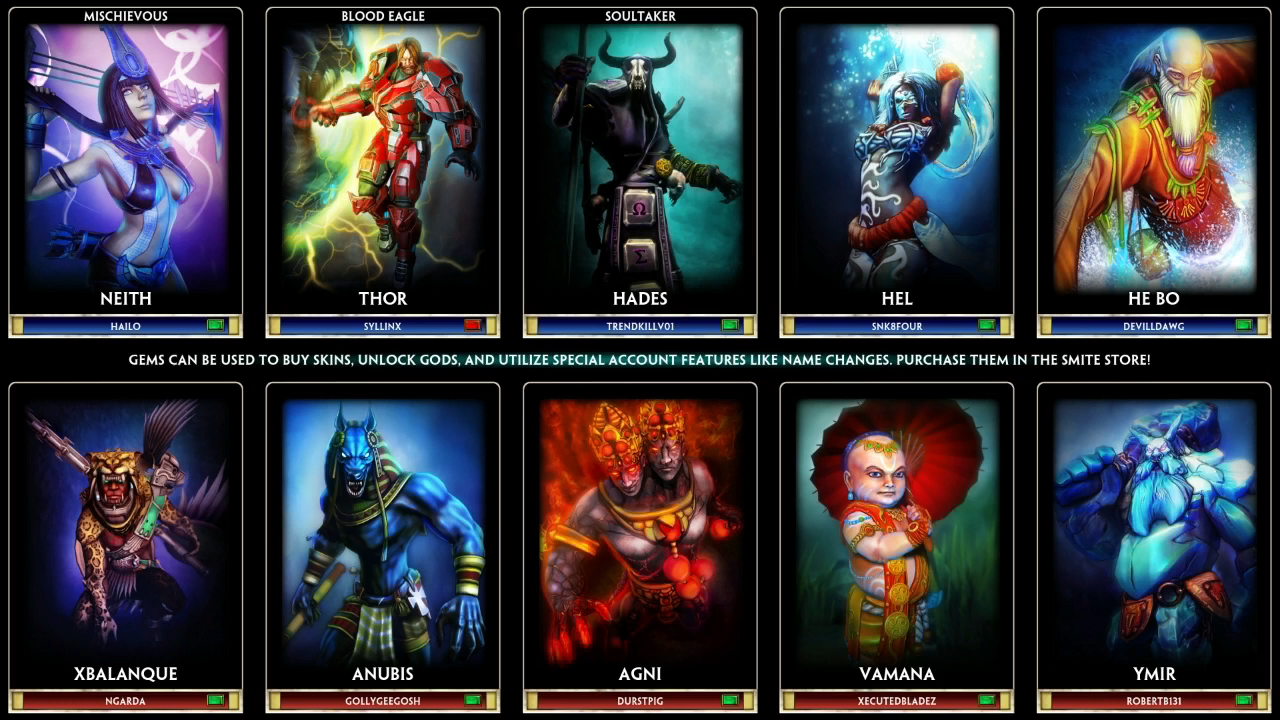 MISCHIEVOUS
NEITH
HAILO
BLOOD EAGLE
THOR
SYLLINX
SOULTAKER
Ω
Σ
HADES
TRENDKILLV01
HEL
SNK8FOUR
HE BO
DEVILLDAWG
GEMS CAN BE USED TO BUY SKINS, UNLOCK GODS, AND UTILIZE SPECIAL ACCOUNT FEATURES LIKE NAME CHANGES. PURCHASE THEM IN THE SMITE STORE!
XBALANQUE
NGARDA
ANUBIS
GOLLYGEEGOSH
AGNI
DURSTPIG
VAMANA
XECUTEDBLADEZ
YMIR
ROBERTB131